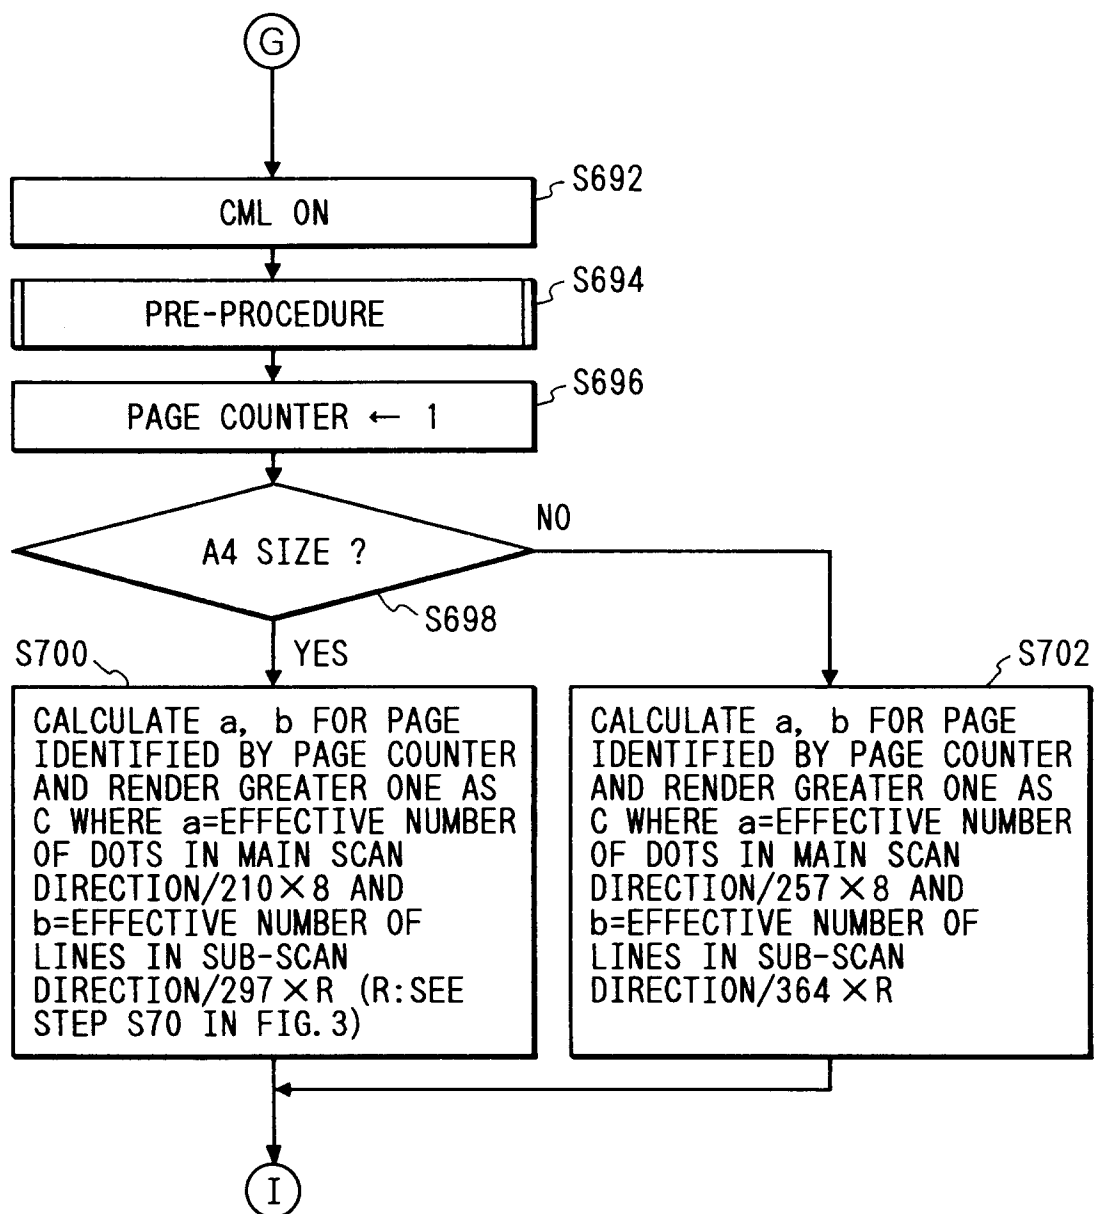 G
S692
CML ON
S694
PRE-PROCEDURE
S696
PAGE COUNTER ← 1
NO
A4 SIZE ?
S698
YES
S700
CALCULATE a, b FOR PAGE
IDENTIFIED BY PAGE COUNTER
AND RENDER GREATER ONE AS
C WHERE a=EFFECTIVE NUMBER
OF DOTS IN MAIN SCAN
DIRECTION/210×8 AND
b=EFFECTIVE NUMBER OF
LINES IN SUB-SCAN
DIRECTION/297×R (R:SEE
STEP S70 IN FIG.3)
S702
CALCULATE a, b FOR PAGE
IDENTIFIED BY PAGE COUNTER
AND RENDER GREATER ONE AS
C WHERE a=EFFECTIVE NUMBER
OF DOTS IN MAIN SCAN
DIRECTION/257×8 AND
b=EFFECTIVE NUMBER OF
LINES IN SUB-SCAN
DIRECTION/364×R
I